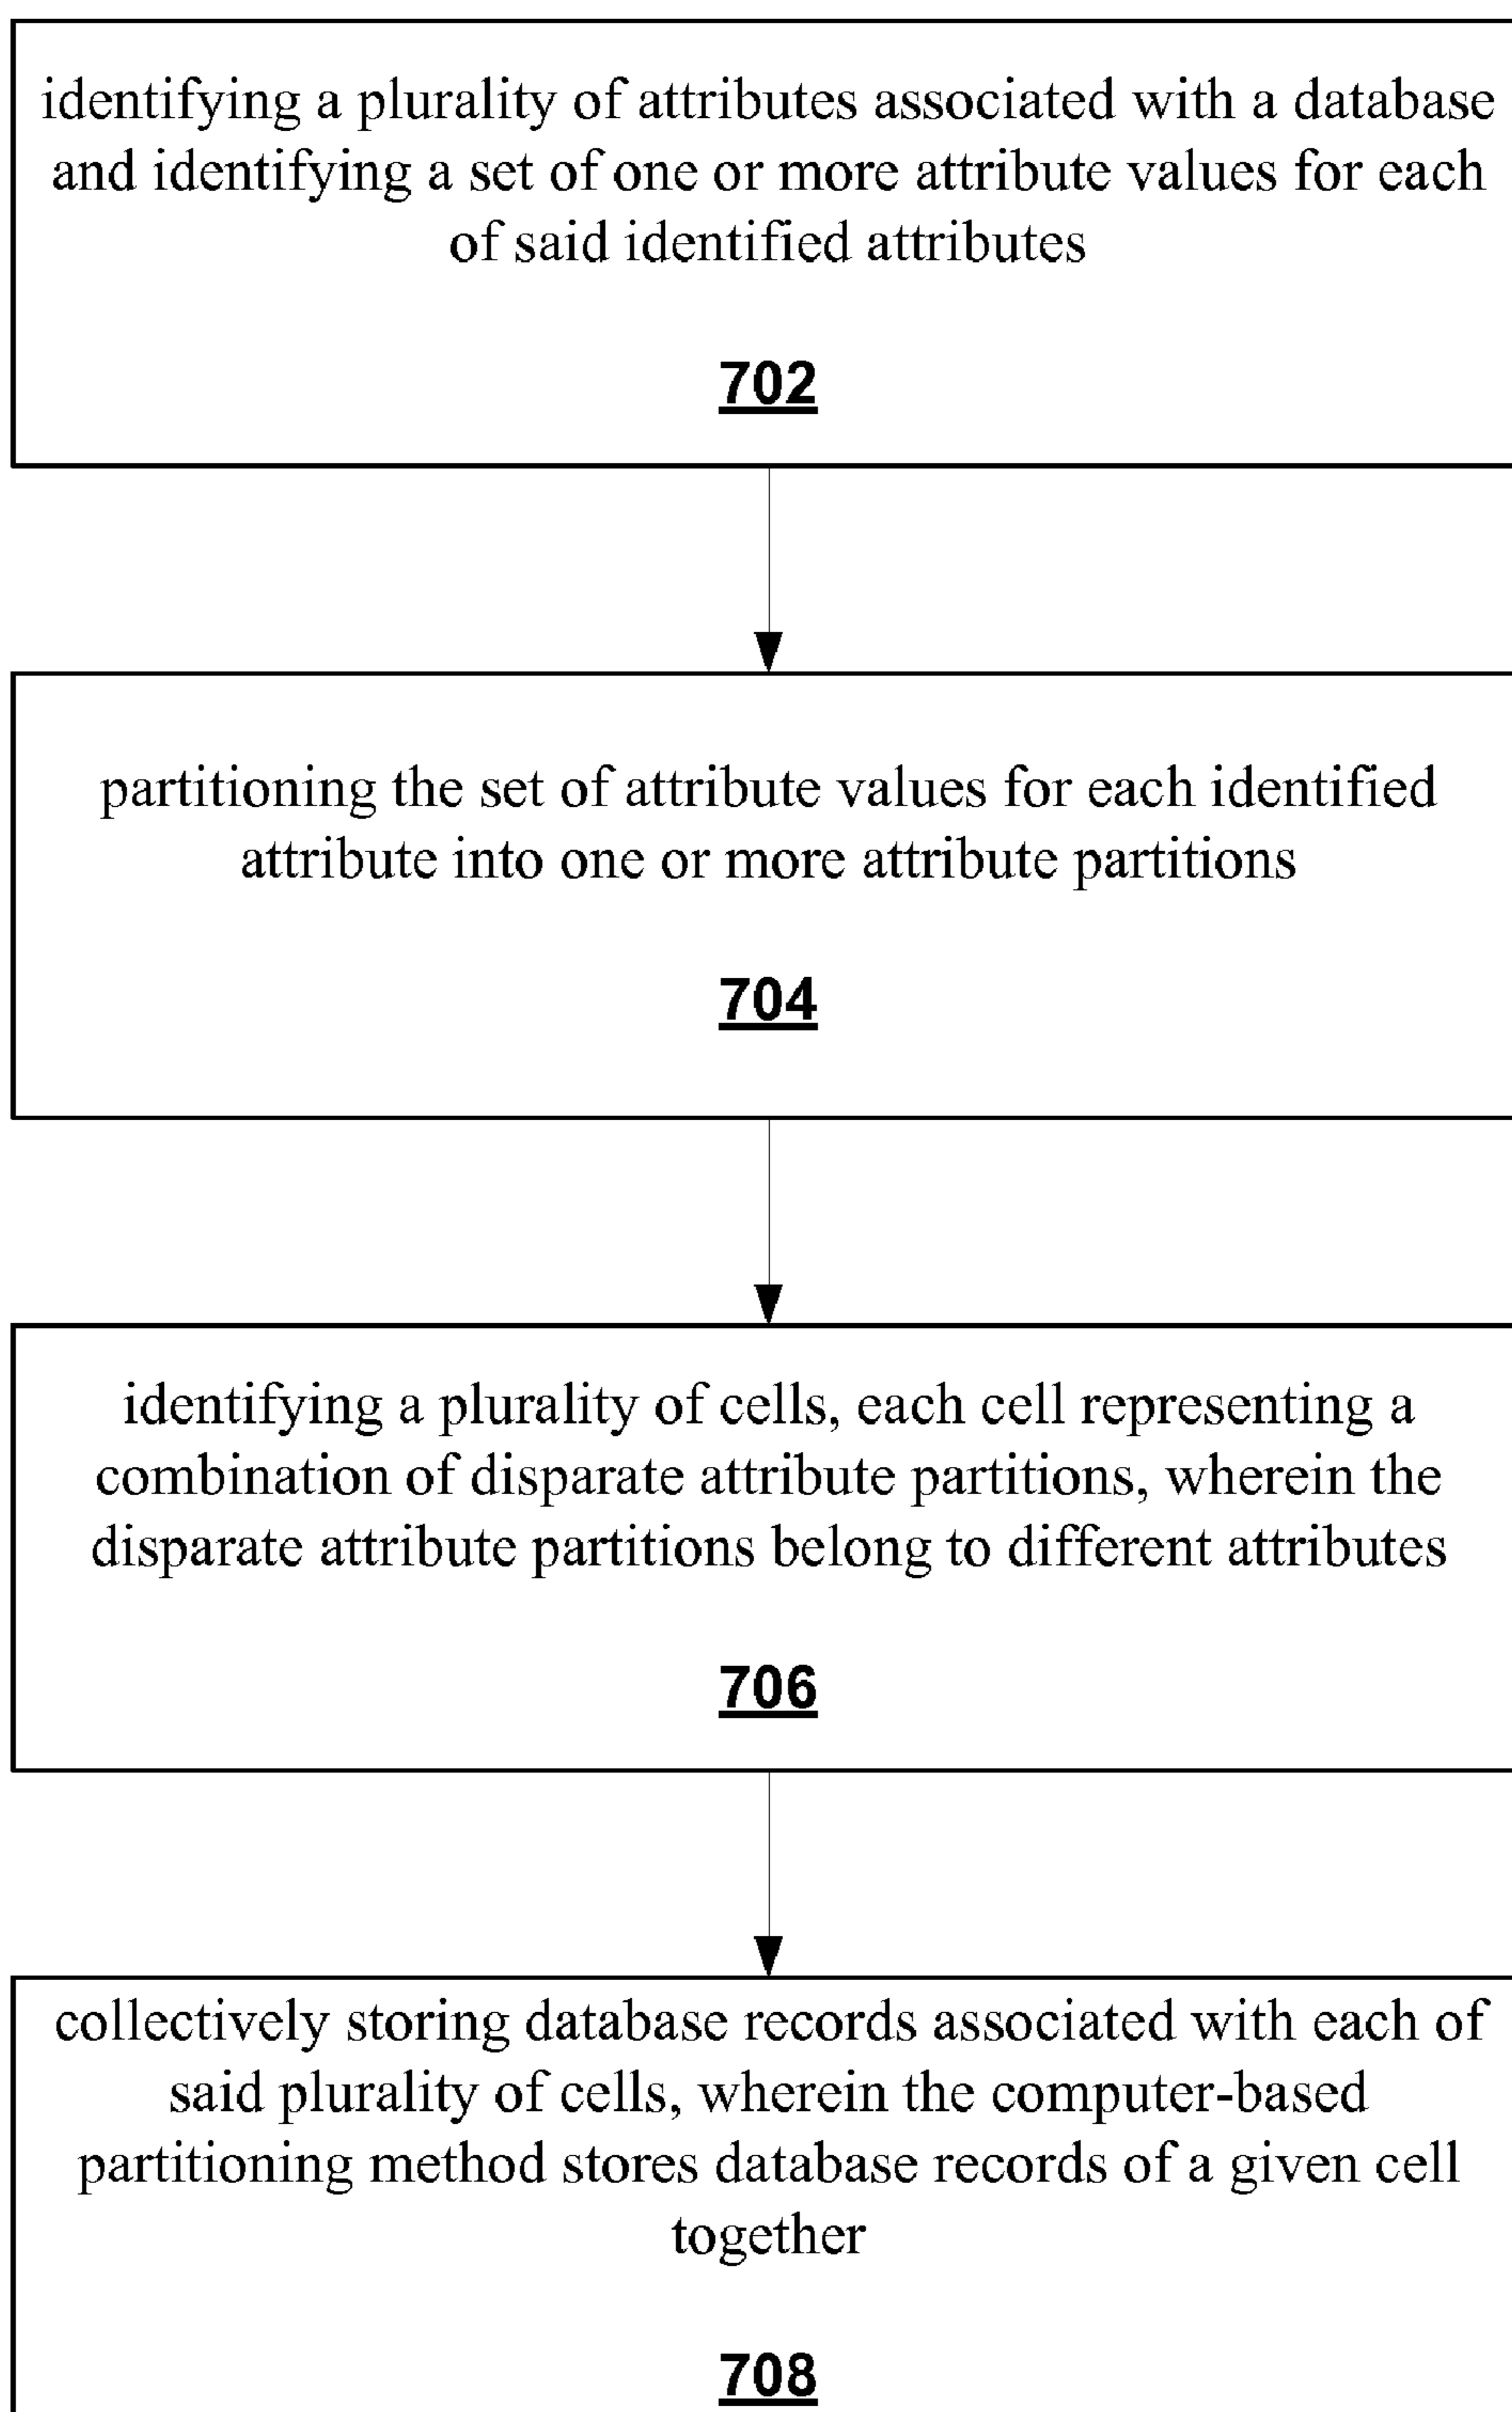 identifying a plurality of attributes associated with a database
and identifying a set of one or more attribute values for each
of said identified attributes
702
partitioning the set of attribute values for each identified
attribute into one or more attribute partitions
704
identifying a plurality of cells, each cell representing a
combination of disparate attribute partitions, wherein the
disparate attribute partitions belong to different attributes
706
collectively storing database records associated with each of
said plurality of cells, wherein the computer-based
partitioning method stores database records of a given cell
together
708